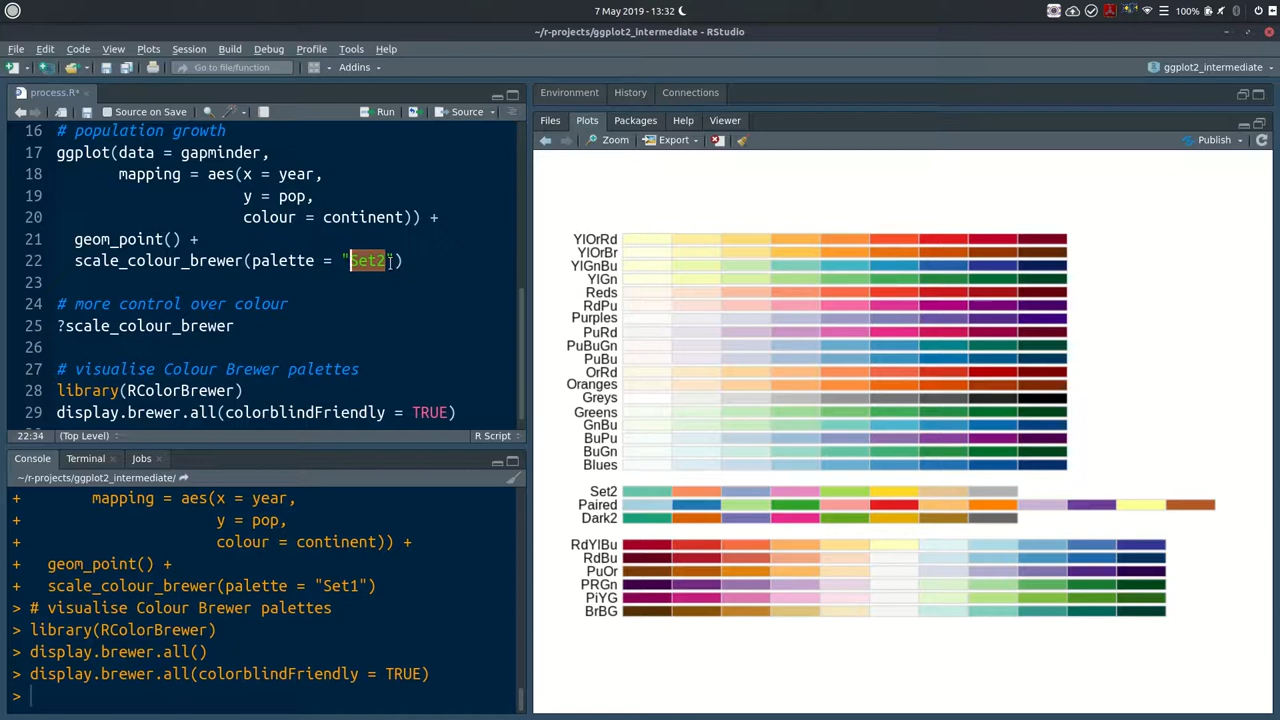 7 May 2019 - 13:32
100%
~/r-projects/ggplot2_intermediate - RStudio
File Edit Code View Plots Session Build Debug Profile Tools Help
Go to file/function
Addins
ggplot2_intermediate
process.R*
Source on Save
Run
Source
16 # population growth
17 ggplot(data = gapminder,
18 mapping = aes(x = year,
19 y = pop,
20 colour = continent)) +
21 geom_point() +
22 scale_colour_brewer(palette = "Set2")
23
24 # more control over colour
25 ?scale_colour_brewer
26
27 # visualise Colour Brewer palettes
28 library(RColorBrewer)
29 display.brewer.all(colorblindFriendly = TRUE)
22:34 (Top Level) R Script
Console Terminal Jobs
~/r-projects/ggplot2_intermediate/
+ mapping = aes(x = year,
+ y = pop,
+ colour = continent)) +
+ geom_point() +
+ scale_colour_brewer(palette = "Set1")
> # visualise Colour Brewer palettes
> library(RColorBrewer)
> display.brewer.all()
> display.brewer.all(colorblindFriendly = TRUE)
>
Environment History Connections
Files Plots Packages Help Viewer
Zoom Export Publish
YlOrRd
YlOrBr
YlGnBu
YlGn
Reds
RdPu
Purples
PuRd
PuBuGn
PuBu
OrRd
Oranges
Greys
Greens
GnBu
BuPu
BuGn
Blues
Set2
Paired
Dark2
RdYlBu
RdBu
PuOr
PRGn
PiYG
BrBG